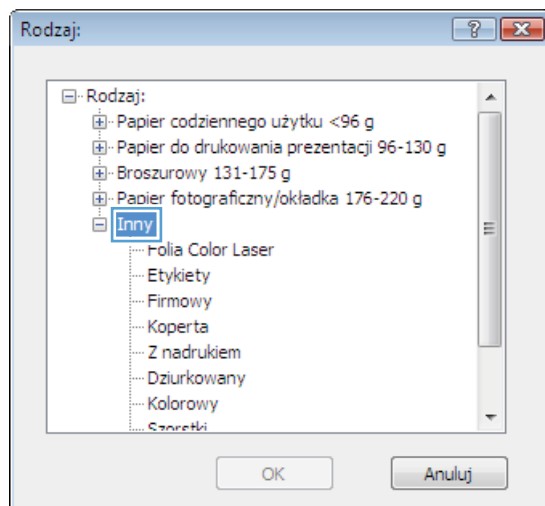 Rodzaj:
Rodzaj:
Papier codziennego użytku <96 g
Papier do drukowania prezentacji 96-130 g
Broszurowy 131-175 g
Papier fotograficzny/okładka 176-220 g
Inny
Folia Color Laser
Etykiety
Firmowy
Koperta
Z nadrukiem
Dziurkowany
Kolorowy
Szorstki
OK Anuluj